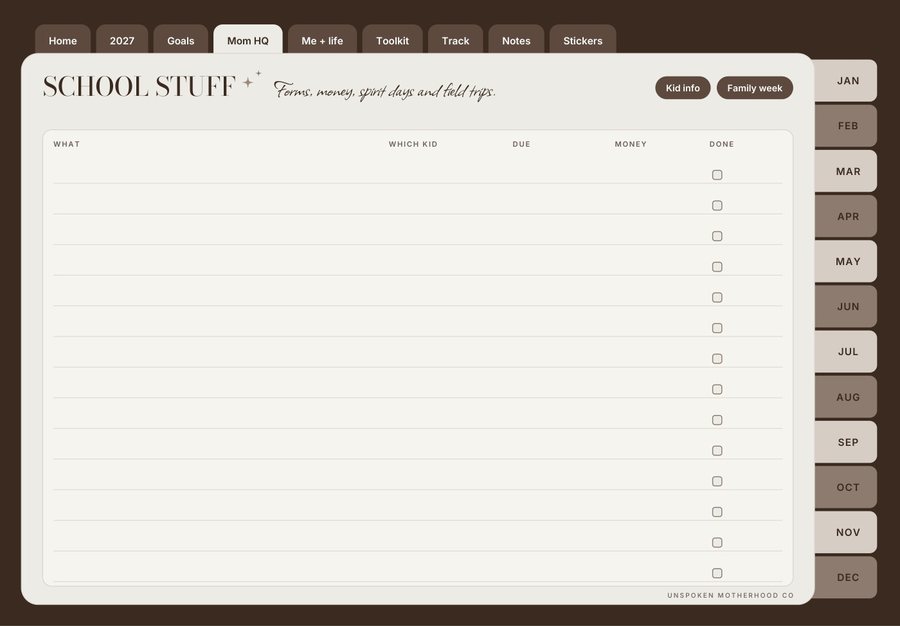 Home 2027 Goals Mom HQ Me + life Toolkit Track Notes Stickers
SCHOOL STUFF Forms, money, spirit days and field trips. Kid info Family week
WHAT WHICH KID DUE MONEY DONE
JAN
FEB
MAR
APR
MAY
JUN
JUL
AUG
SEP
OCT
NOV
DEC
UNSPOKEN MOTHERHOOD CO